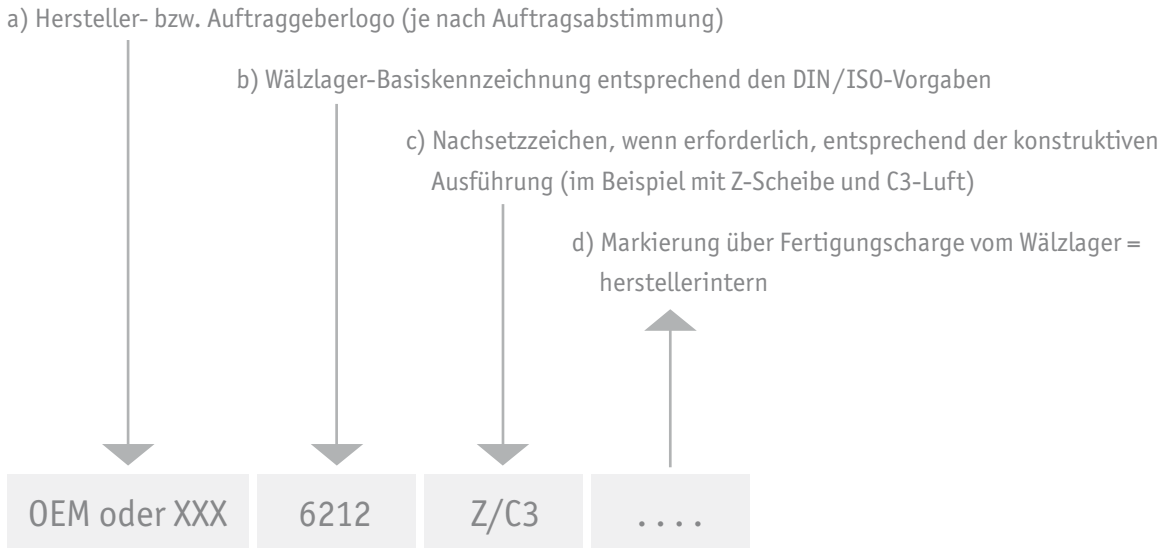 a) Hersteller- bzw. Auftraggeberlogo (je nach Auftragsabstimmung)
b) Wälzlager-Basiskennzeichnung entsprechend den DIN/ISO-Vorgaben
c) Nachsetzzeichen, wenn erforderlich, entsprechend der konstruktiven
Ausführung (im Beispiel mit Z-Scheibe und C3-Luft)
d) Markierung über Fertigungscharge vom Wälzlager =
herstellerintern
OEM oder XXX 6212 Z/C3 ....